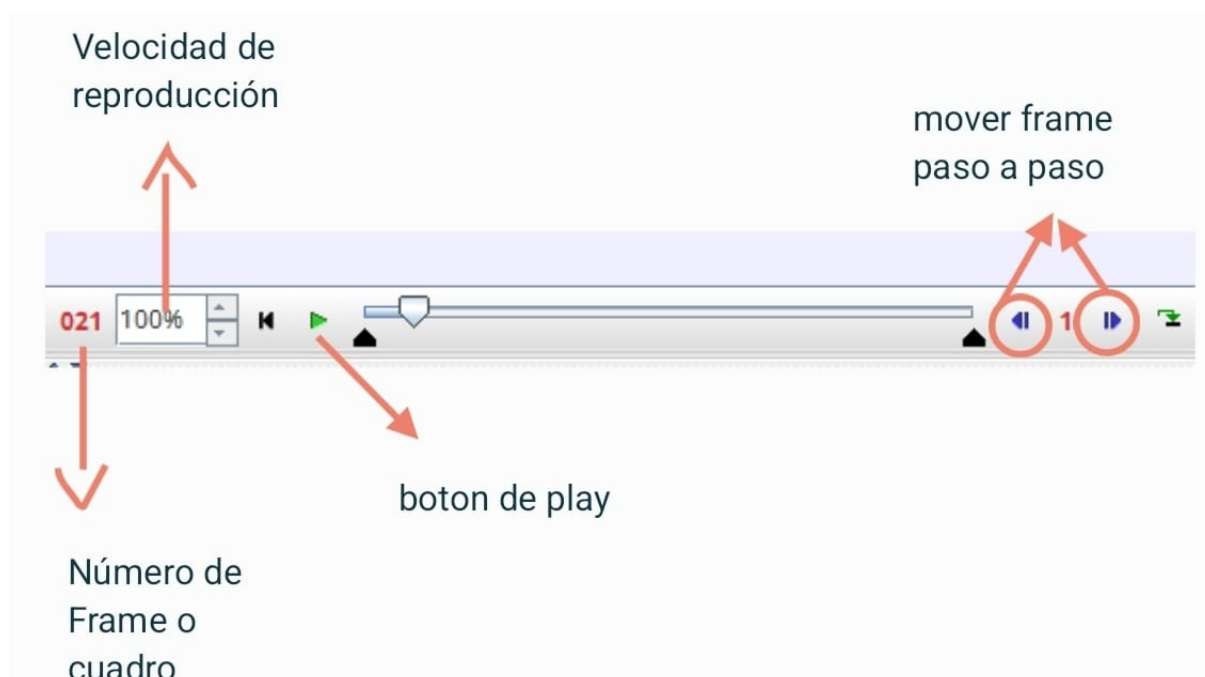 Velocidad de
reproducción
mover frame
paso a paso
021 100% 1
boton de play
Número de
Frame o
cuadro